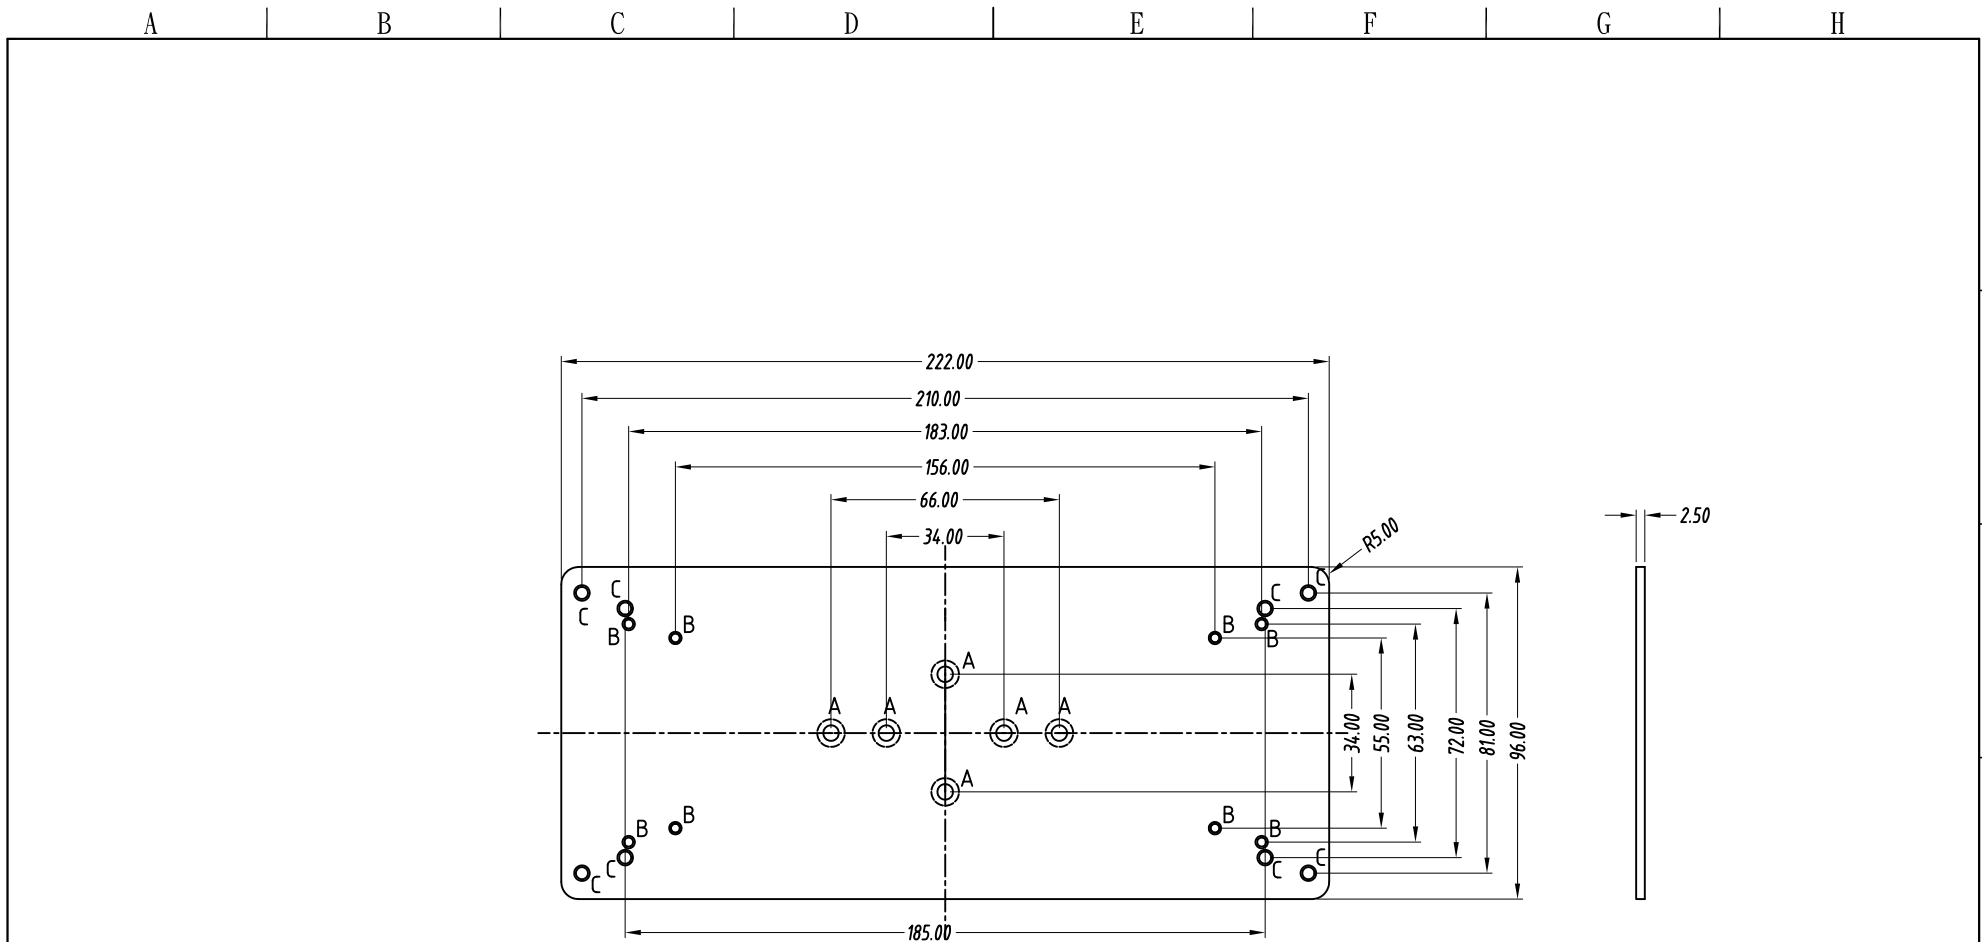 A B C D E F G H
222.00
210.00
183.00
156.00
66.00
34.00
R5.00
2.50
C C C C
C B B B B
A
A A A A
34.00 55.00 63.00 72.00 81.00 96.00
A
B B B B
C C C C
185.00